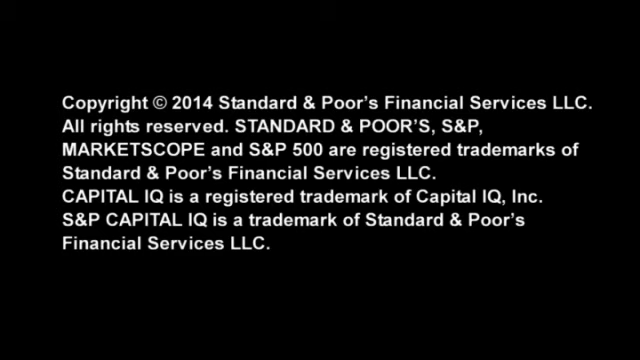 Copyright © 2014 Standard & Poor’s Financial Services LLC.
All rights reserved. STANDARD & POOR’S, S&P,
MARKETSCOPE and S&P 500 are registered trademarks of
Standard & Poor’s Financial Services LLC.
CAPITAL IQ is a registered trademark of Capital IQ, Inc.
S&P CAPITAL IQ is a trademark of Standard & Poor’s
Financial Services LLC.